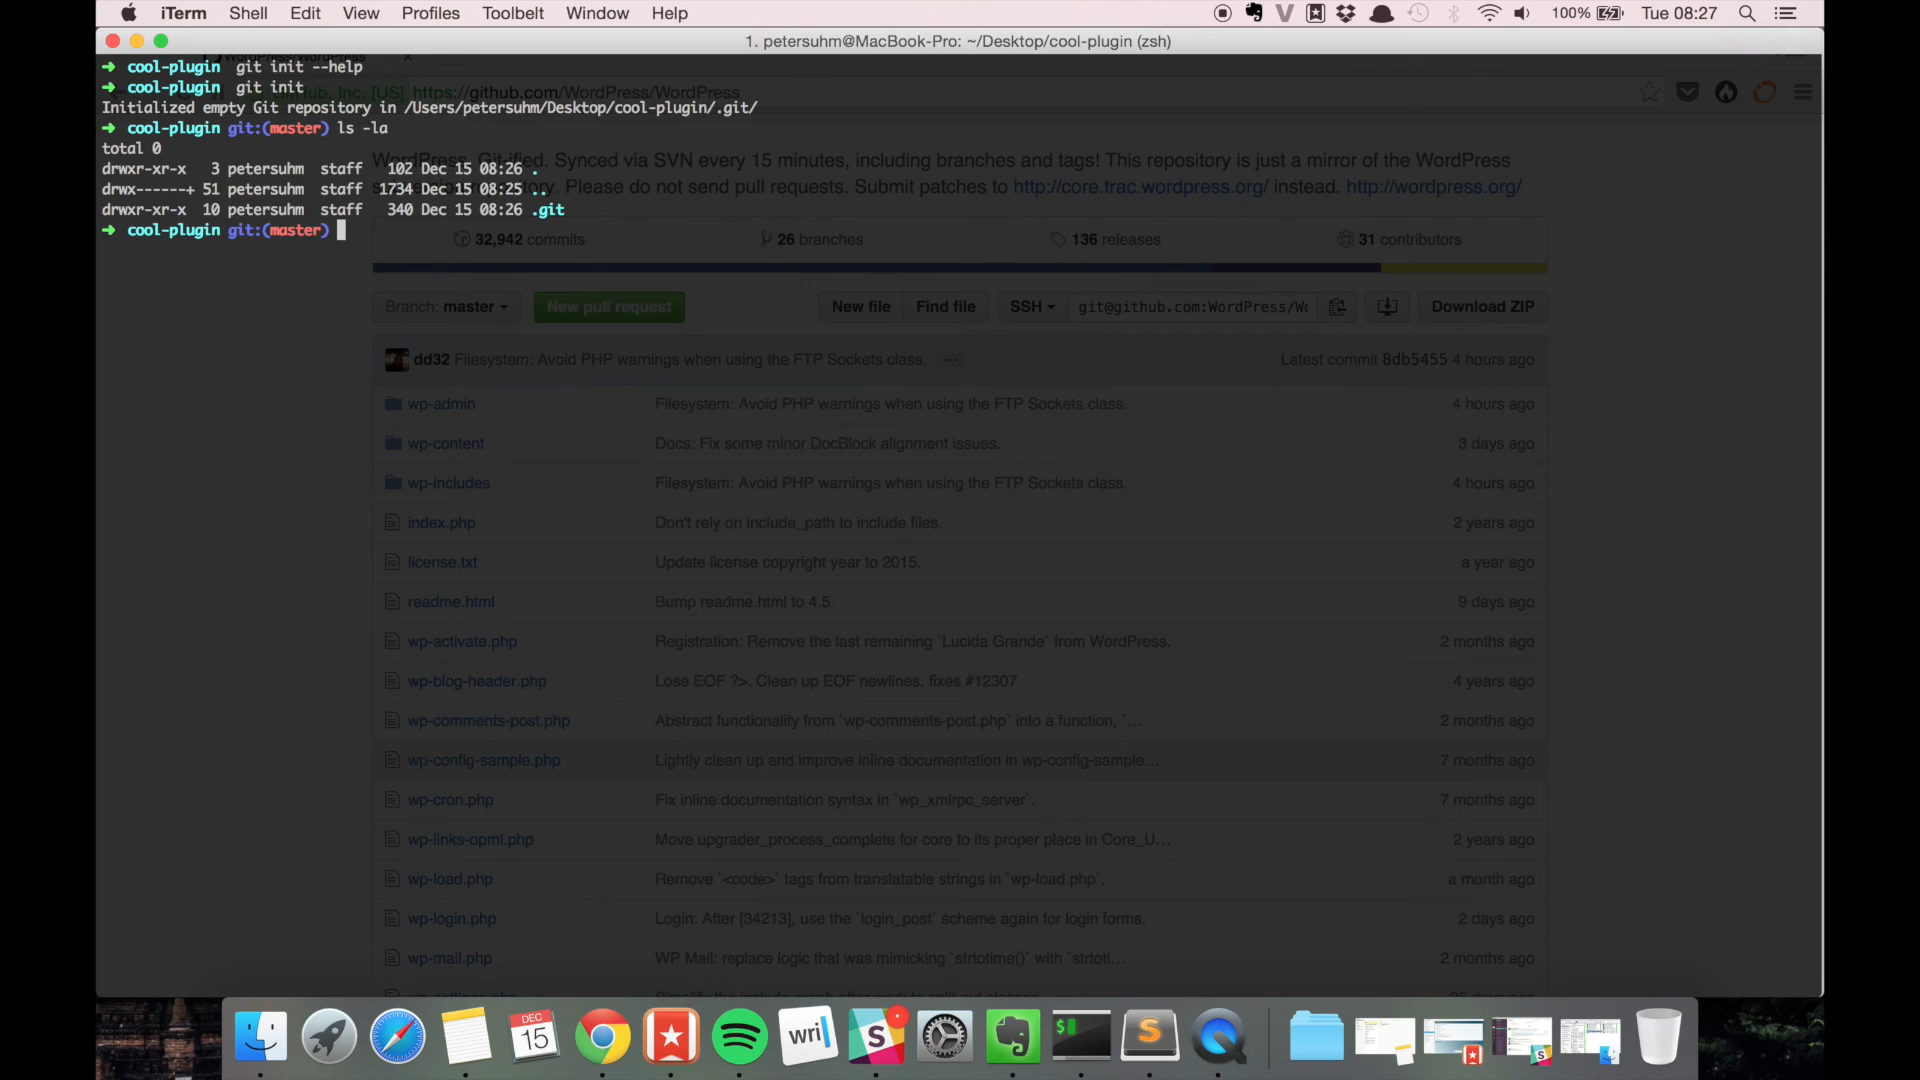 iTerm Shell Edit View Profiles Toolbelt Window Help 100% Tue 08:27
1. petersuhm@MacBook-Pro: ~/Desktop/cool-plugin (zsh)
➜ cool-plugin git init --help
➜ cool-plugin git init
[US] https://github.com/WordPress/WordPress
Initialized empty Git repository in /Users/petersuhm/Desktop/cool-plugin/.git/
➜ cool-plugin git:(master) ls -la
total 0
drwxr-xr-x 3 petersuhm staff 102 Dec 15 08:26 .
drwx------+ 51 petersuhm staff 1734 Dec 15 08:25 ..
drwxr-xr-x 10 petersuhm staff 340 Dec 15 08:26 .git
➜ cool-plugin git:(master)
WordPress, Git-ified. Synced via SVN every 15 minutes, including branches and tags! This repository is just a mirror of the WordPress
Please do not send pull requests. Submit patches to http://core.trac.wordpress.org/ instead. http://wordpress.org/
32,942 commits 26 branches 136 releases 31 contributors
Branch: master New pull request New file Find file SSH git@github.com:WordPress/Wo Download ZIP
dd32 Filesystem: Avoid PHP warnings when using the FTP Sockets class. ... Latest commit 8db5455 4 hours ago
wp-admin Filesystem: Avoid PHP warnings when using the FTP Sockets class. 4 hours ago
wp-content Docs: Fix some minor DocBlock alignment issues. 3 days ago
wp-includes Filesystem: Avoid PHP warnings when using the FTP Sockets class. 4 hours ago
index.php Don't rely on include_path to include files. 2 years ago
license.txt Update license copyright year to 2015. a year ago
readme.html Bump readme.html to 4.5. 9 days ago
wp-activate.php Registration: Remove the last remaining `Lucida Grande` from WordPress. 2 months ago
wp-blog-header.php Lose EOF ?>. Clean up EOF newlines. fixes #12307 4 years ago
wp-comments-post.php Abstract functionality from `wp-comments-post.php` into a function, `… 2 months ago
wp-config-sample.php Lightly clean up and improve inline documentation in wp-config-sample… 7 months ago
wp-cron.php Fix inline documentation syntax in `wp_xmlrpc_server`. 7 months ago
wp-links-opml.php Move upgrader_process_complete for core to its proper place in Core_U… 2 years ago
wp-load.php Remove `<code>` tags from translatable strings in `wp-load.php`. a month ago
wp-login.php Login: After [34213], use the `login_post` scheme again for login forms. 2 days ago
wp-mail.php WP Mail: replace logic that was mimicking `strtotime()` with `strtoti… 2 months ago
DEC
15
wri
S
$
S